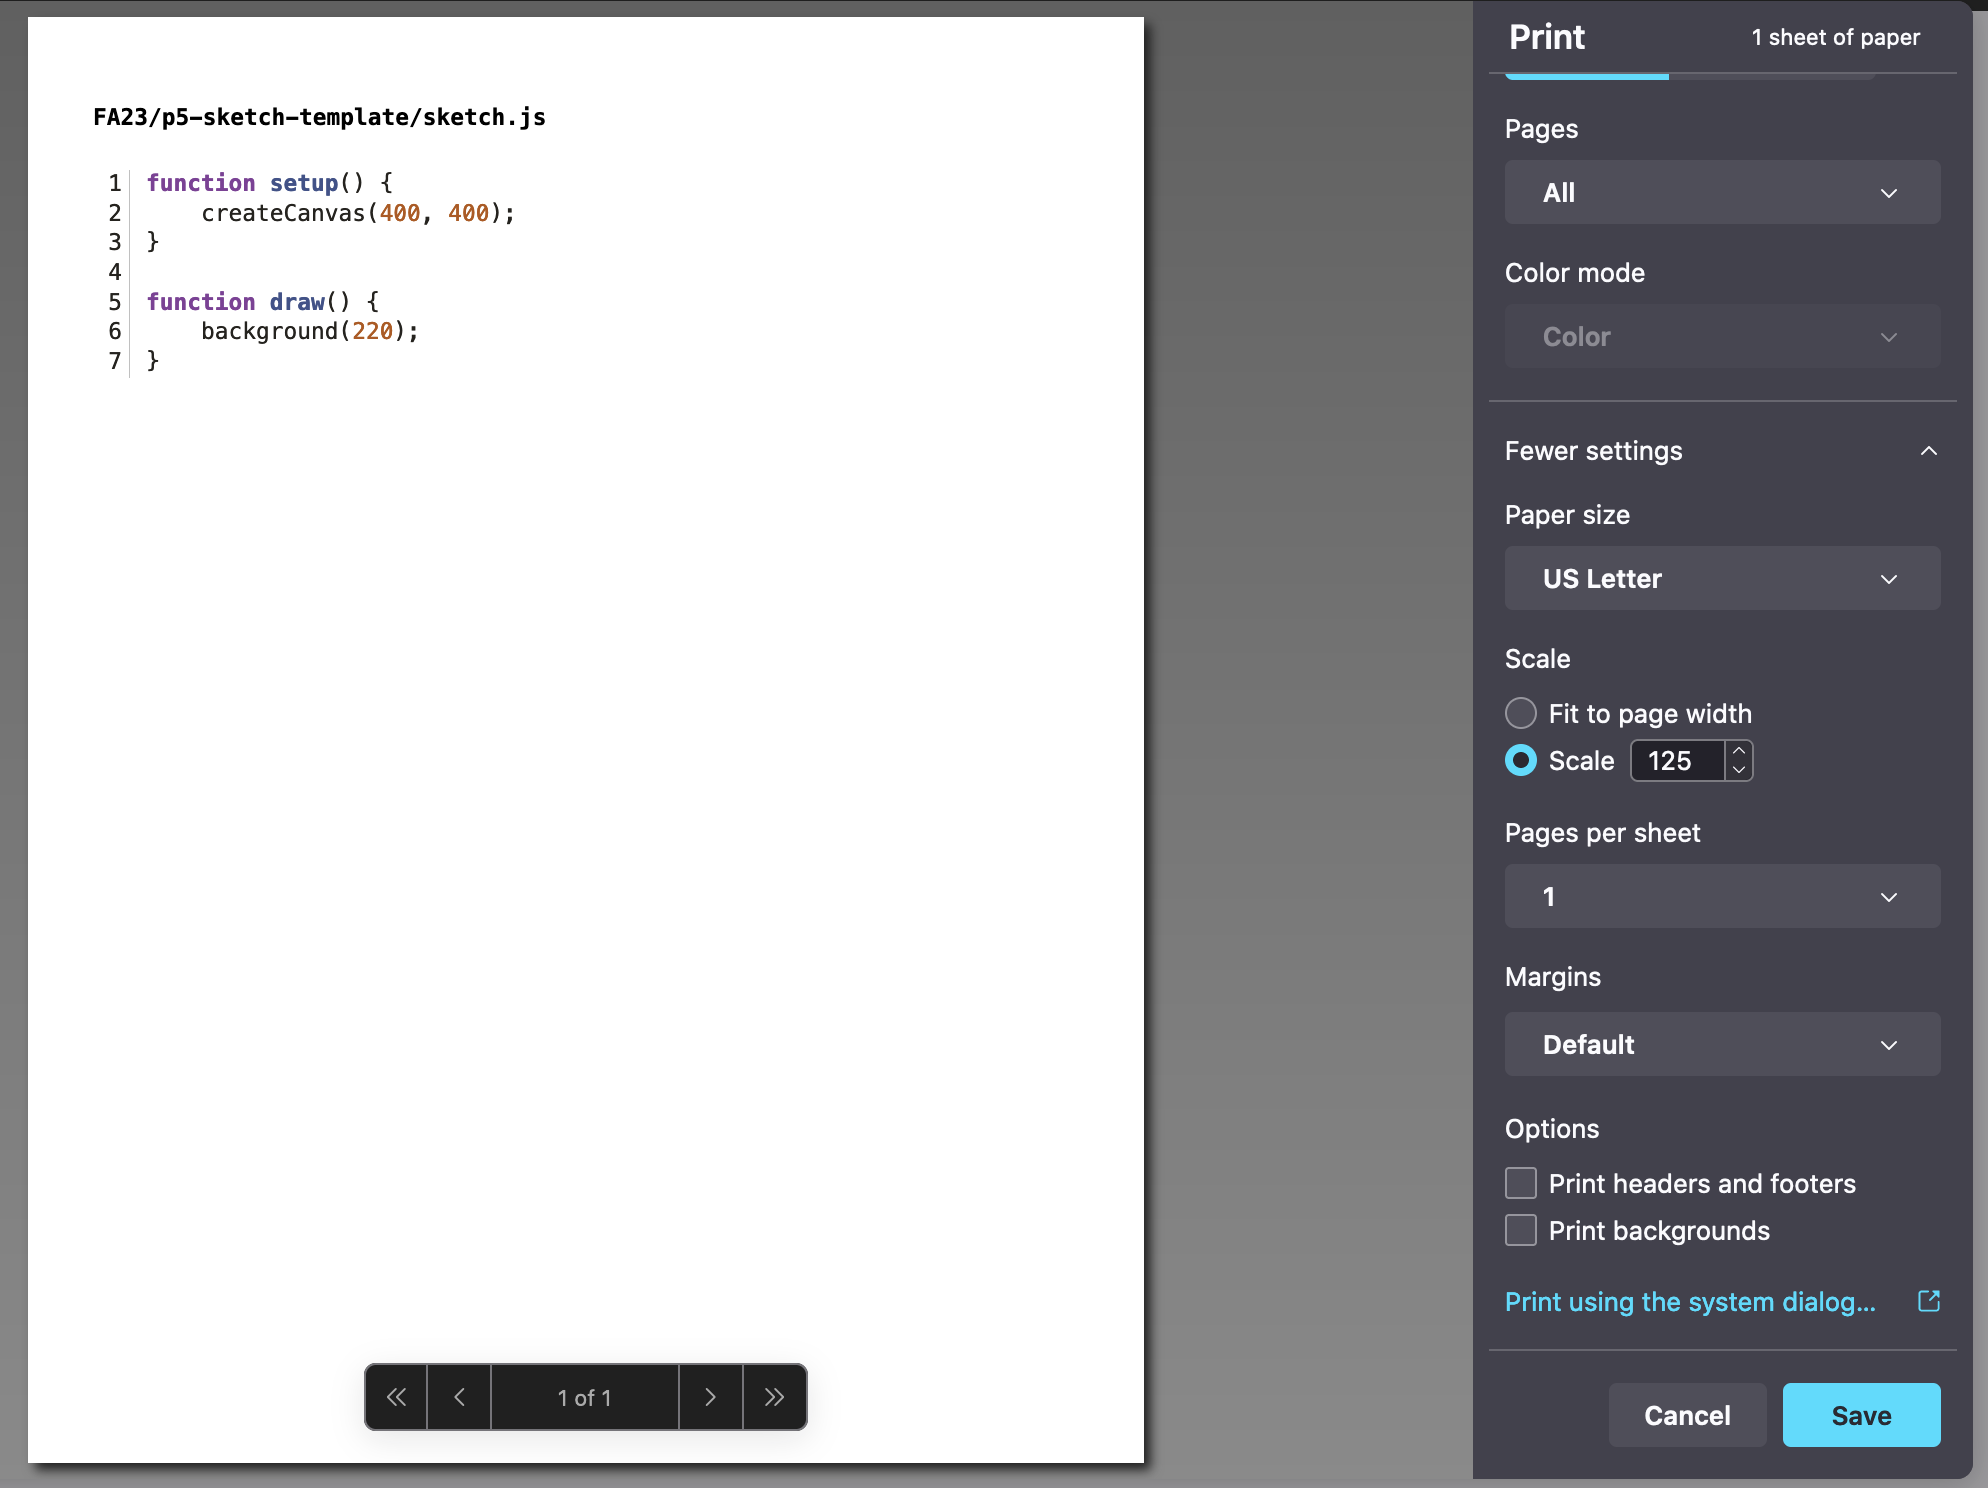 FA23/p5-sketch-template/sketch.js
1 function setup() {
2     createCanvas(400, 400);
3 }
4
5 function draw() {
6     background(220);
7 }
1 of 1
Print
1 sheet of paper
Pages
All
Color mode
Color
Fewer settings
Paper size
US Letter
Scale
Fit to page width
Scale 125
Pages per sheet
1
Margins
Default
Options
Print headers and footers
Print backgrounds
Print using the system dialog...
Cancel Save